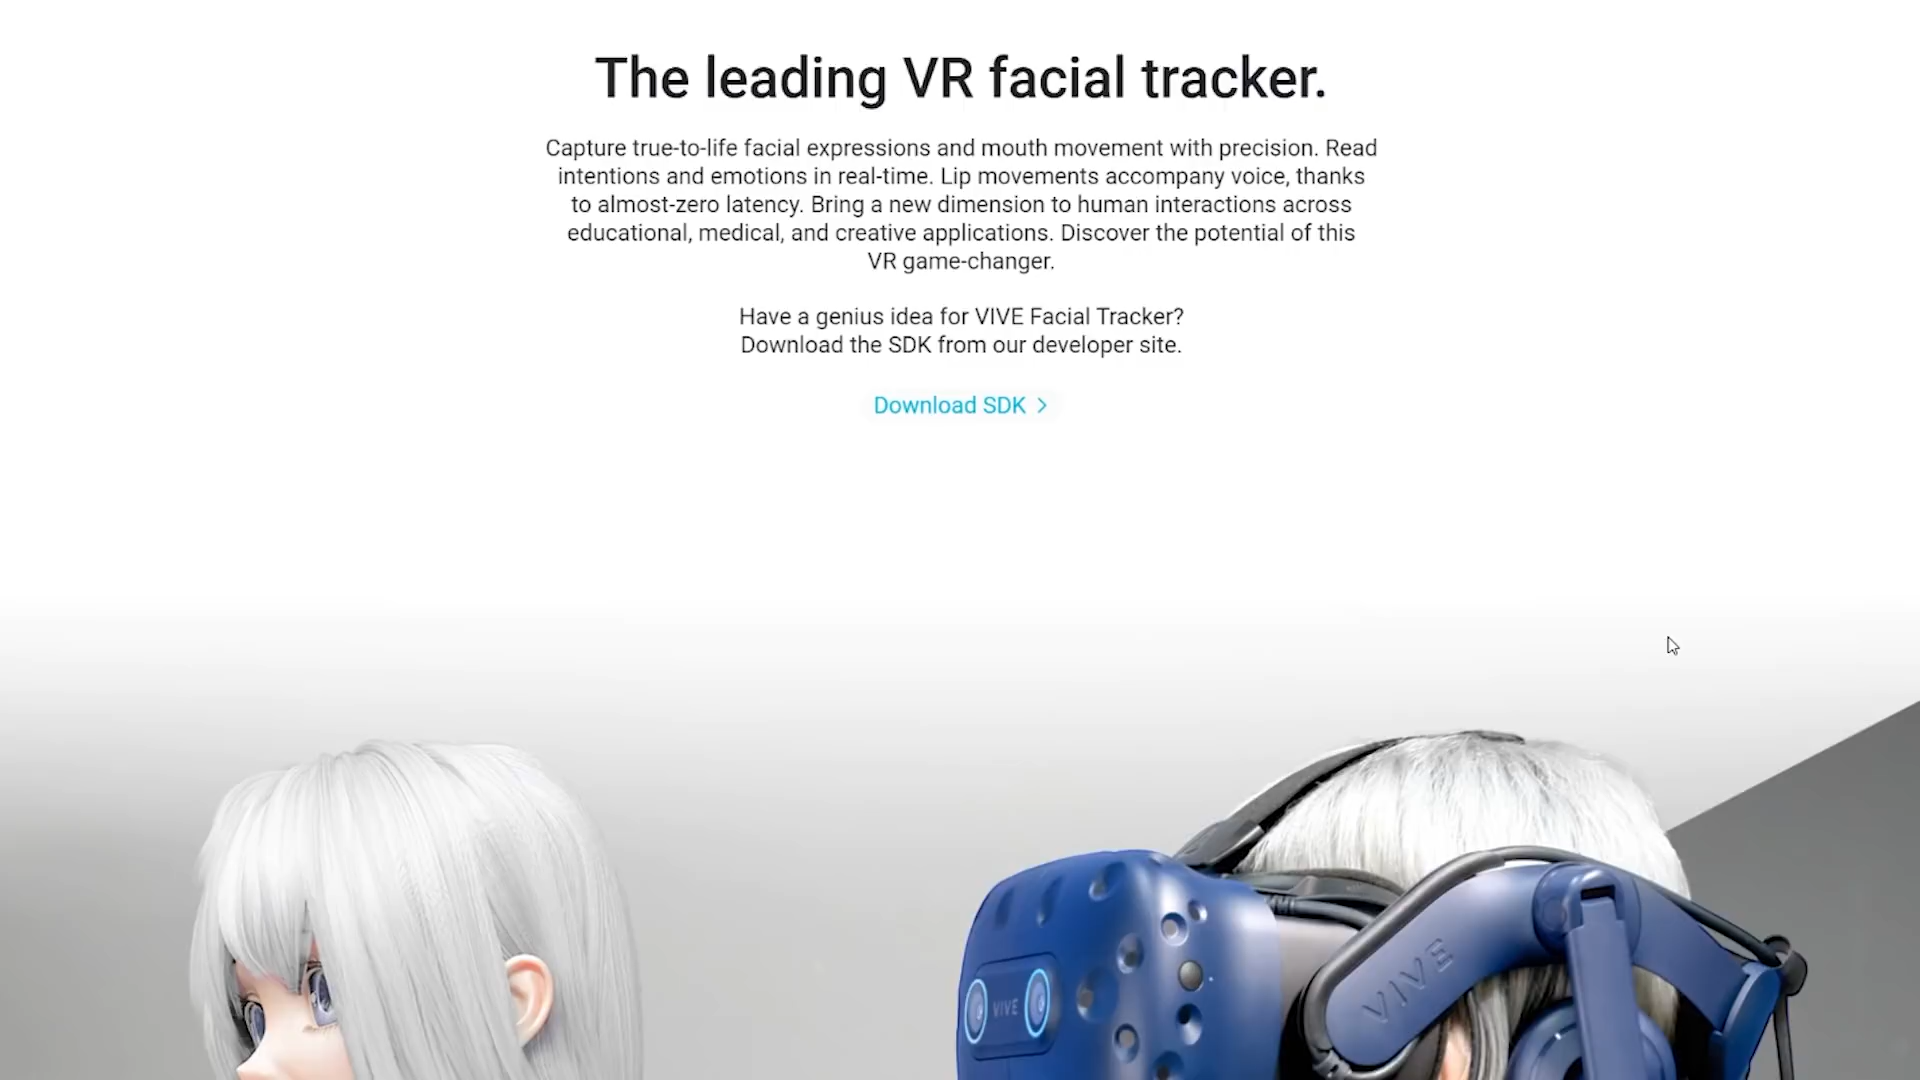 The leading VR facial tracker.
Capture true-to-life facial expressions and mouth movement with precision. Read
intentions and emotions in real-time. Lip movements accompany voice, thanks
to almost-zero latency. Bring a new dimension to human interactions across
educational, medical, and creative applications. Discover the potential of this
VR game-changer.
Have a genius idea for VIVE Facial Tracker?
Download the SDK from our developer site.
Download SDK >
VIVE
VIVE